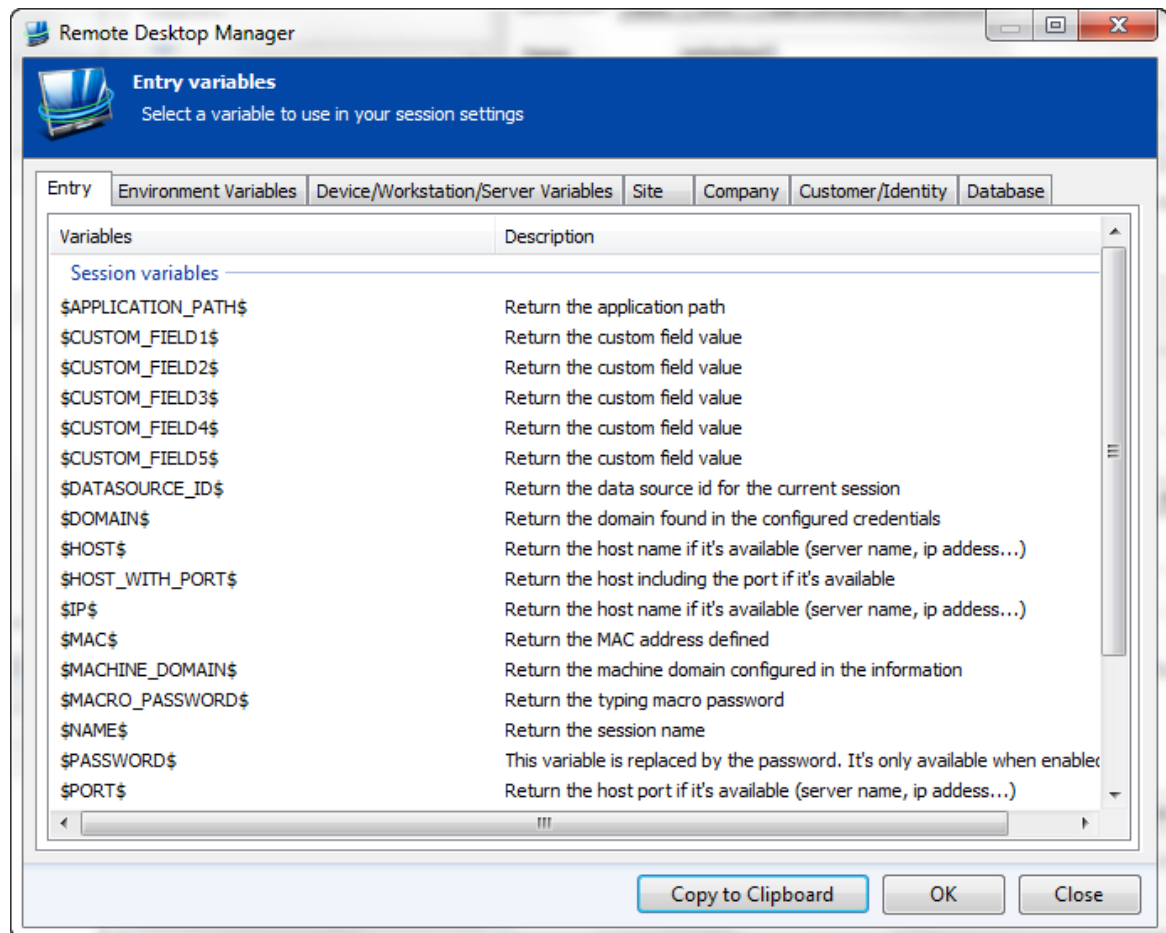 Remote Desktop Manager
Entry variables
Select a variable to use in your session settings
Entry Environment Variables Device/Workstation/Server Variables Site Company Customer/Identity Database
Variables Description
Session variables
$APPLICATION_PATH$ Return the application path
$CUSTOM_FIELD1$ Return the custom field value
$CUSTOM_FIELD2$ Return the custom field value
$CUSTOM_FIELD3$ Return the custom field value
$CUSTOM_FIELD4$ Return the custom field value
$CUSTOM_FIELD5$ Return the custom field value
$DATASOURCE_ID$ Return the data source id for the current session
$DOMAIN$ Return the domain found in the configured credentials
$HOST$ Return the host name if it's available (server name, ip addess...)
$HOST_WITH_PORT$ Return the host including the port if it's available
$IP$ Return the host name if it's available (server name, ip addess...)
$MAC$ Return the MAC address defined
$MACHINE_DOMAIN$ Return the machine domain configured in the information
$MACRO_PASSWORD$ Return the typing macro password
$NAME$ Return the session name
$PASSWORD$ This variable is replaced by the password. It's only available when enabled
$PORT$ Return the host port if it's available (server name, ip addess...)
Copy to Clipboard OK Close